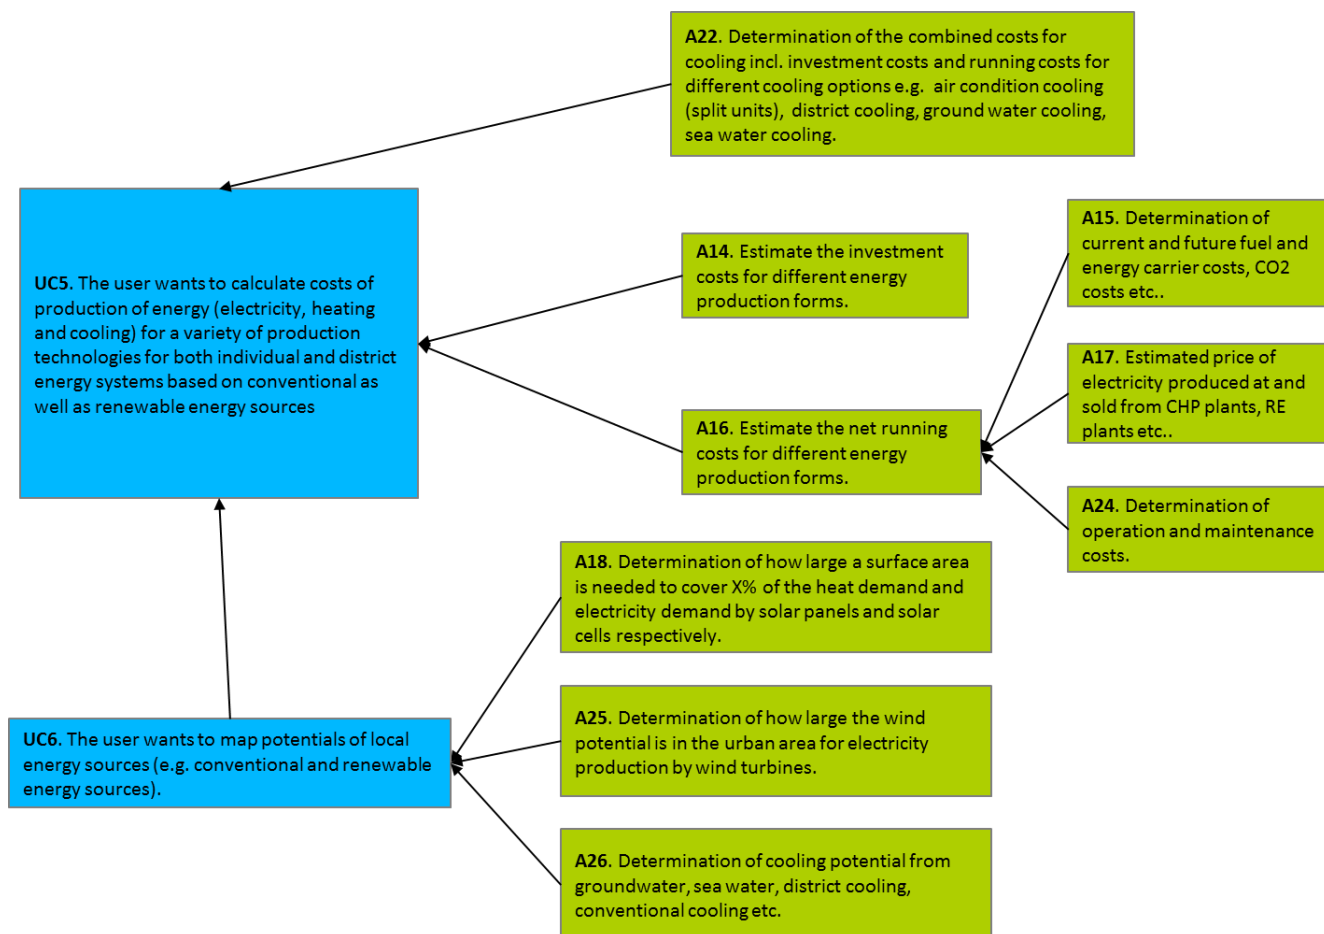 A22. Determination of the combined costs for
cooling incl. investment costs and running costs for
different cooling options e.g. air condition cooling
(split units), district cooling, ground water cooling,
sea water cooling.
UC5. The user wants to calculate costs of
production of energy (electricity, heating
and cooling) for a variety of production
technologies for both individual and district
energy systems based on conventional as
well as renewable energy sources
A14. Estimate the investment
costs for different energy
production forms.
A15. Determination of
current and future fuel and
energy carrier costs, CO2
costs etc..
A17. Estimated price of
electricity produced at and
sold from CHP plants, RE
plants etc..
A16. Estimate the net running
costs for different energy
production forms.
A24. Determination of
operation and maintenance
costs.
A18. Determination of how large a surface area
is needed to cover X% of the heat demand and
electricity demand by solar panels and solar
cells respectively.
UC6. The user wants to map potentials of local
energy sources (e.g. conventional and renewable
energy sources).
A25. Determination of how large the wind
potential is in the urban area for electricity
production by wind turbines.
A26. Determination of cooling potential from
groundwater, sea water, district cooling,
conventional cooling etc.